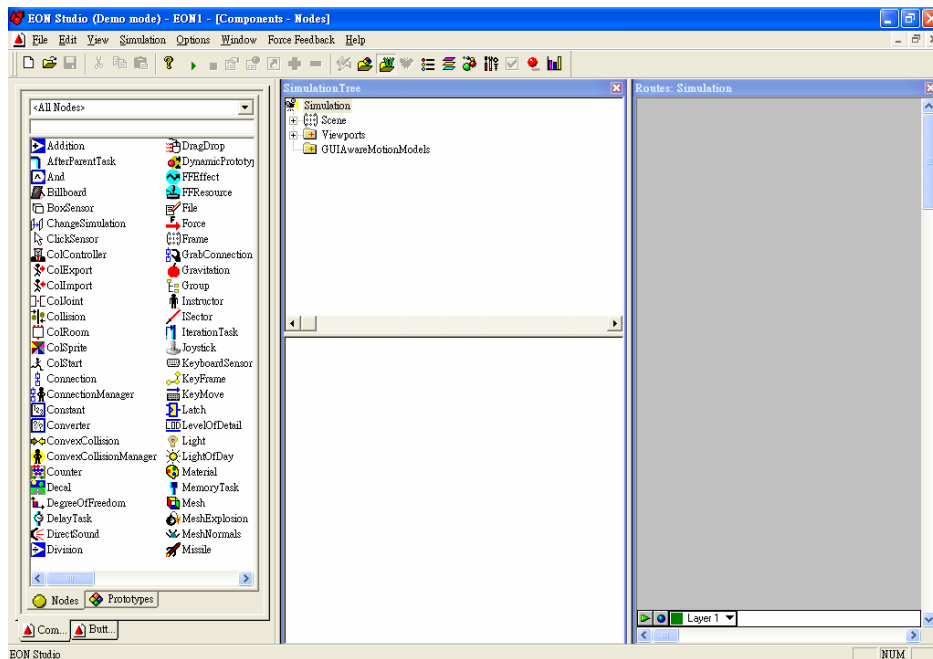 EON Studio (Demo mode) - EON1 - [Components - Nodes]
File Edit View Simulation Options Window Force Feedback Help
<All Nodes>
Addition
AfterParentTask
And
Billboard
BoxSensor
ChangeSimulation
ClickSensor
ColController
ColExport
ColImport
ColJoint
Collision
ColRoom
ColSprite
ColStart
Connection
ConnectionManager
Constant
Converter
ConvexCollision
ConvexCollisionManager
Counter
Decal
DegreeOfFreedom
DelayTask
DirectSound
Division
DragDrop
DynamicPrototyp
FFEffect
FFResource
File
Force
Frame
GrabConnection
Gravitation
Group
Instructor
ISector
IterationTask
Joystick
KeyboardSensor
KeyFrame
KeyMove
Latch
LevelOfDetail
Light
LightOfDay
Material
MemoryTask
Mesh
MeshExplosion
MeshNormals
Missile
Nodes Prototypes
Com... Butt...
SimulationTree
Simulation
Scene
Viewports
GUIAwareMotionModels
Routes: Simulation
Layer 1
EON Studio
NUM